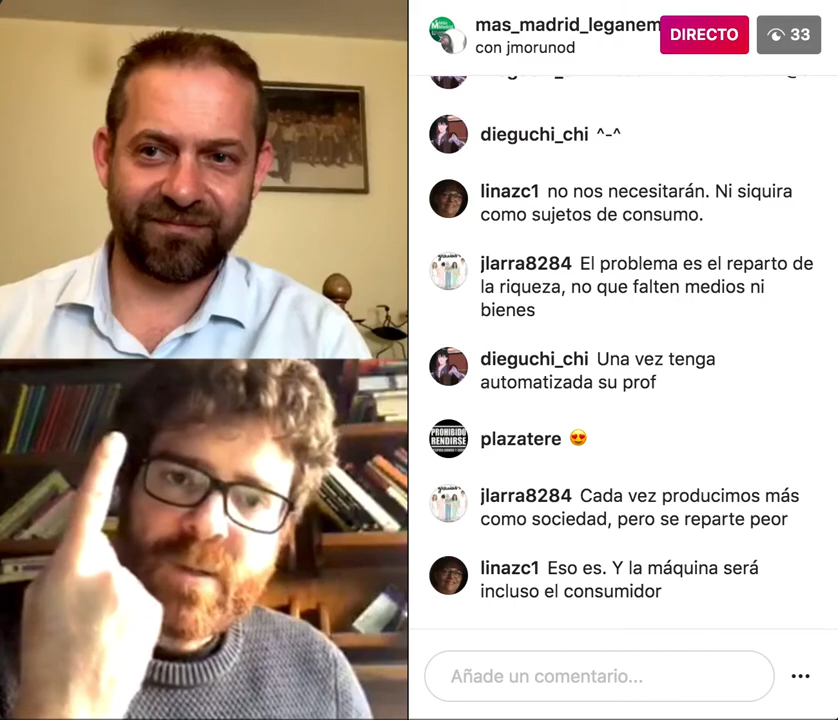 mas_madrid_leganem
con jmorunod
DIRECTO
33
dieguchi_chi ^-^
linazc1 no nos necesitarán. Ni siquira
como sujetos de consumo.
jlarra8284 El problema es el reparto de
la riqueza, no que falten medios ni
bienes
dieguchi_chi Una vez tenga
automatizada su prof
PROHIBIDO
RENDIRSE
plazatere 😍
jlarra8284 Cada vez producimos más
como sociedad, pero se reparte peor
linazc1 Eso es. Y la máquina será
incluso el consumidor
Añade un comentario...